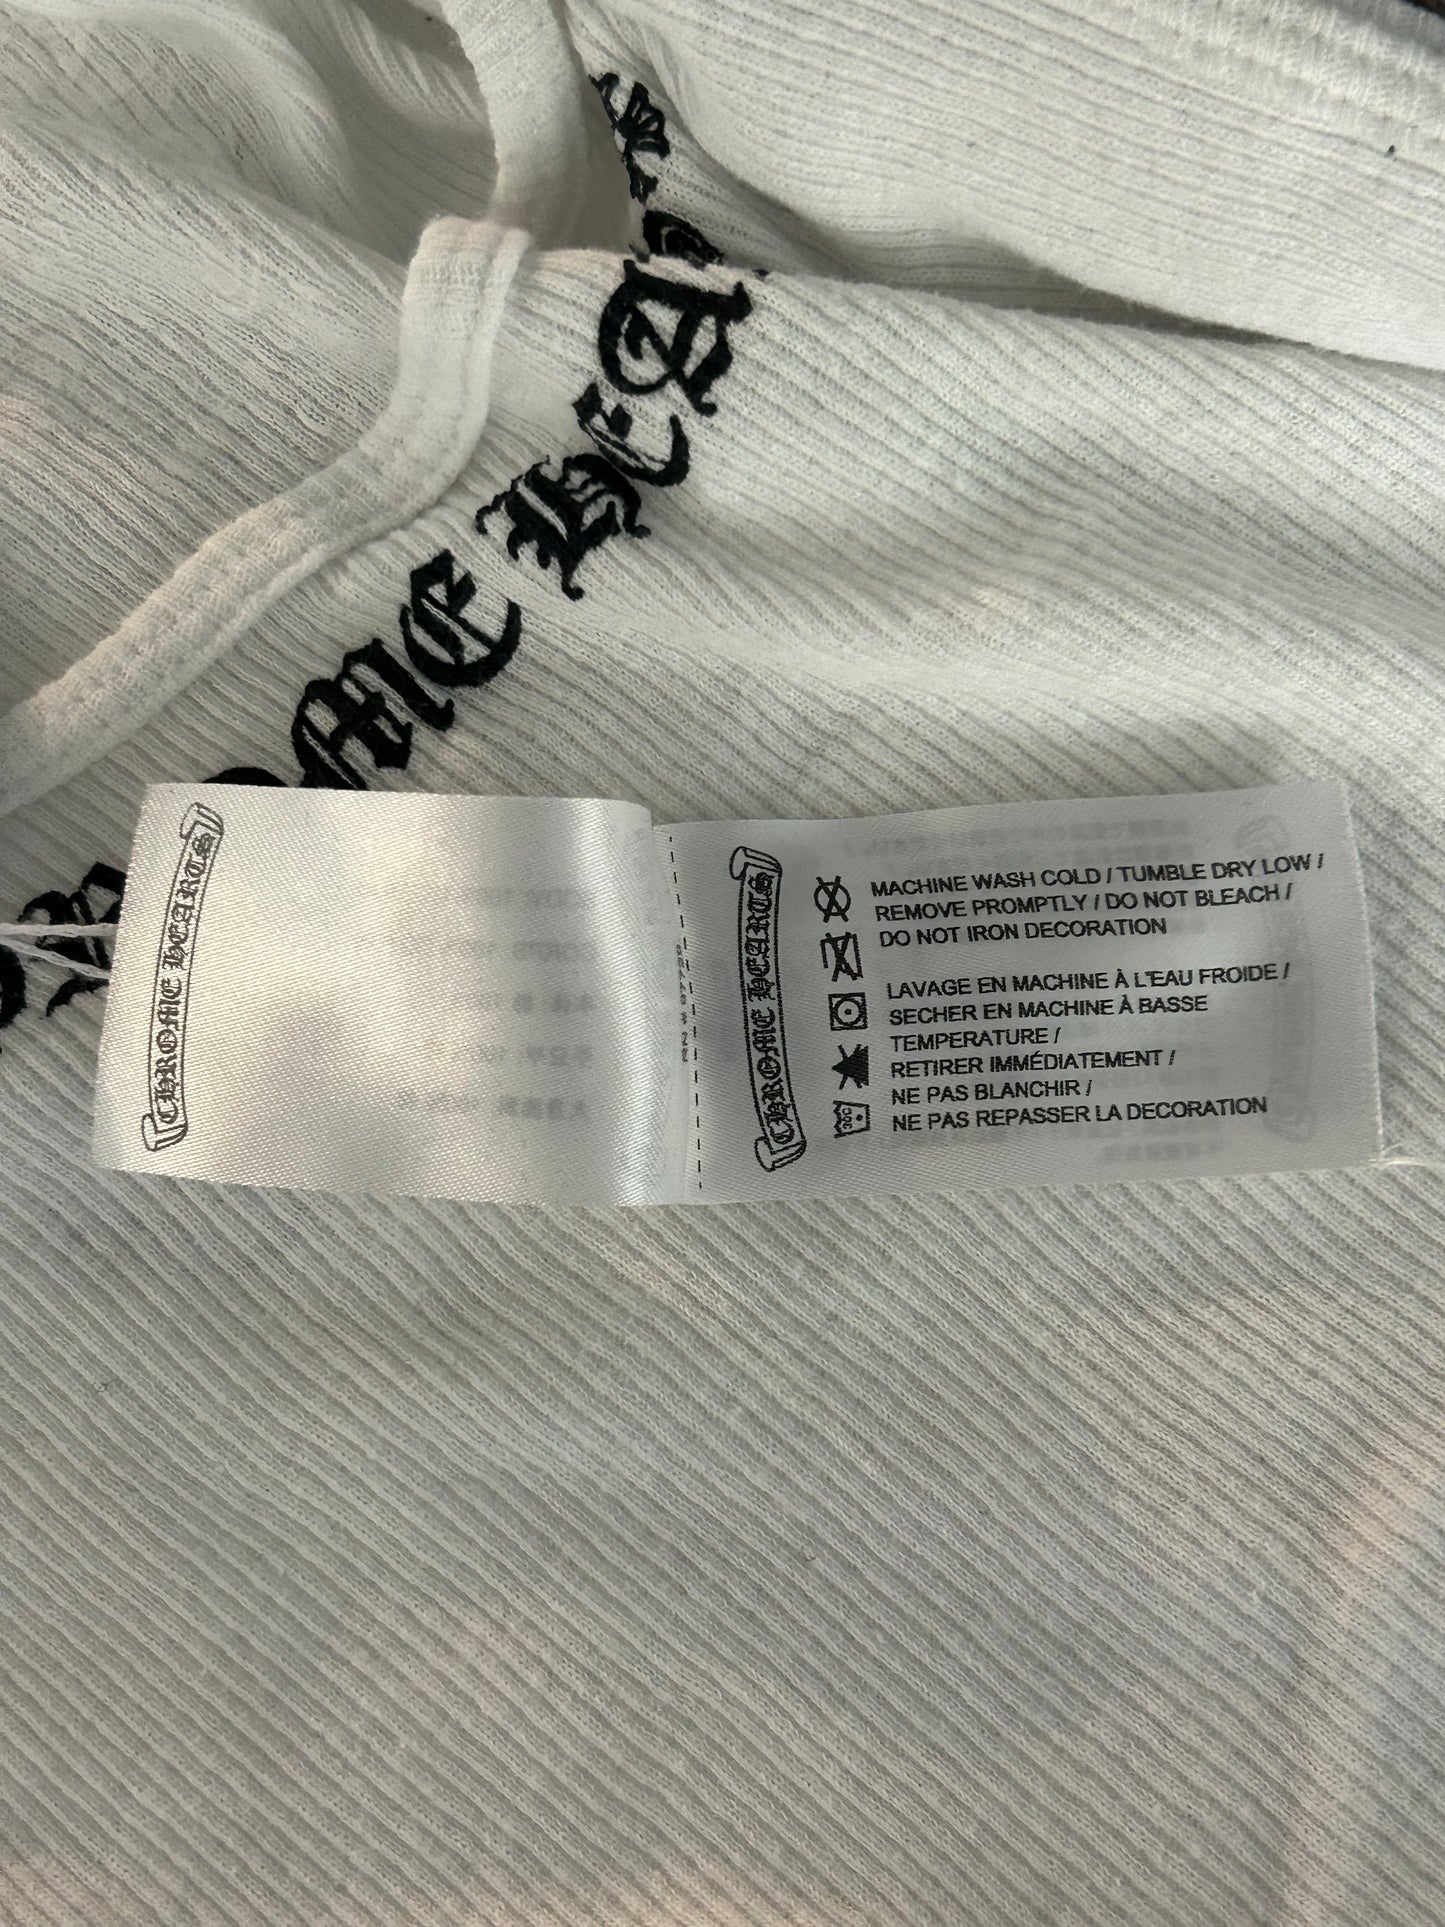 CHROME HEA
CHROME HEARTS
CHROME HEARTS
MACHINE WASH COLD / TUMBLE DRY LOW /
REMOVE PROMPTLY / DO NOT BLEACH /
DO NOT IRON DECORATION
LAVAGE EN MACHINE À L'EAU FROIDE /
SECHER EN MACHINE À BASSE
TEMPERATURE /
RETIRER IMMÉDIATEMENT /
NE PAS BLANCHIR /
NE PAS REPASSER LA DECORATION